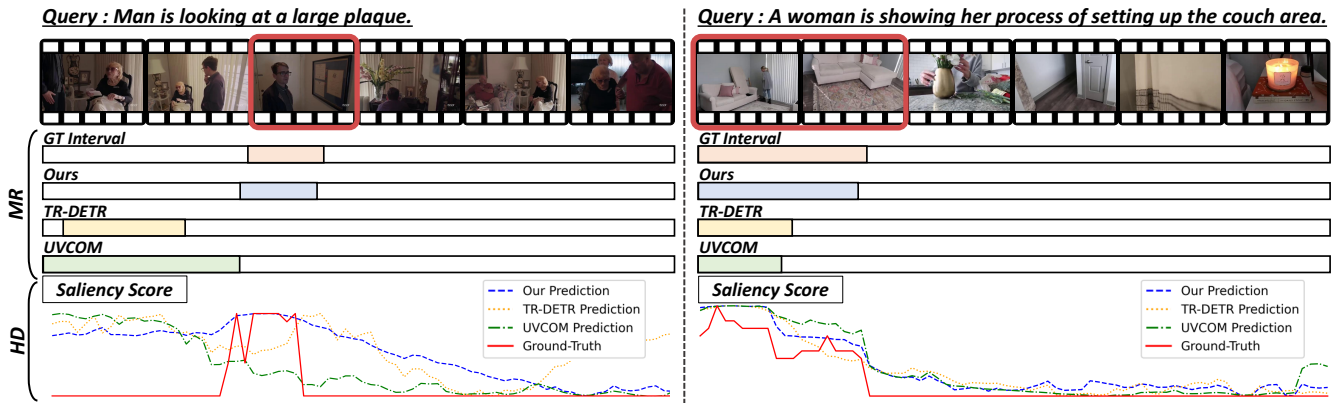 Query : Man is looking at a large plaque.
MR
GT Interval
Ours
TR-DETR
UVCOM
HD
Saliency Score
Our Prediction
TR-DETR Prediction
UVCOM Prediction
Ground-Truth
Query : A woman is showing her process of setting up the couch area.
GT Interval
Ours
TR-DETR
UVCOM
Saliency Score
Our Prediction
TR-DETR Prediction
UVCOM Prediction
Ground-Truth